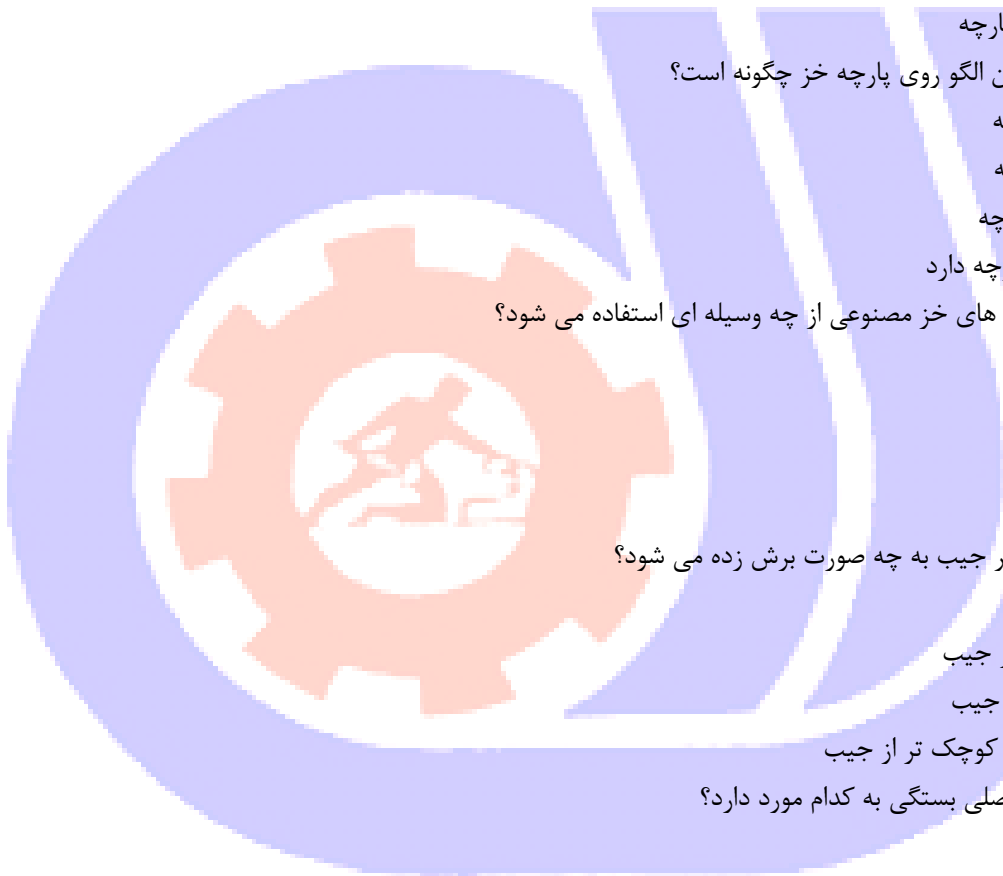 ارچه
ن الگو روی پارچه خز چگونه است؟
ه
ه
چه
چه دارد
های خز مصنوعی از چه وسیله ای استفاده می شود؟
ر جیب به چه صورت برش زده می شود؟
ز جیب
جیب
کوچک تر از جیب
صلی بستگی به کدام مورد دارد؟